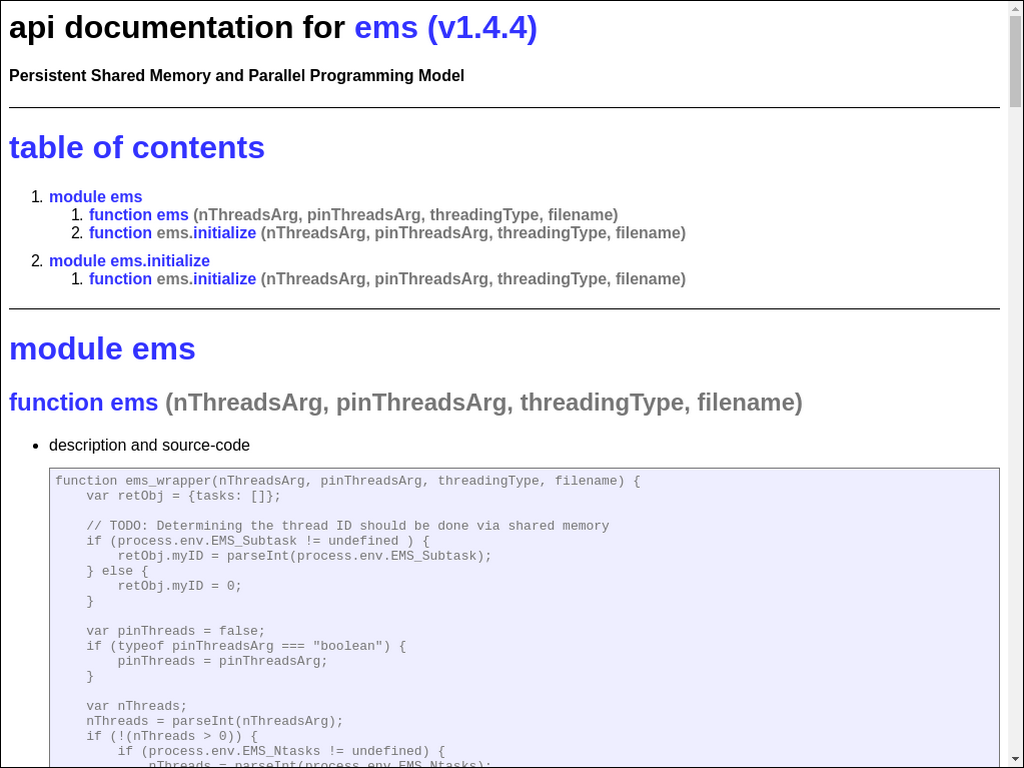 api documentation for ems (v1.4.4)
Persistent Shared Memory and Parallel Programming Model
table of contents
1. module ems
1. function ems (nThreadsArg, pinThreadsArg, threadingType, filename)
2. function ems.initialize (nThreadsArg, pinThreadsArg, threadingType, filename)
2. module ems.initialize
1. function ems.initialize (nThreadsArg, pinThreadsArg, threadingType, filename)
module ems
function ems (nThreadsArg, pinThreadsArg, threadingType, filename)
• description and source-code
function ems_wrapper(nThreadsArg, pinThreadsArg, threadingType, filename) {
    var retObj = {tasks: []};
    // TODO: Determining the thread ID should be done via shared memory
    if (process.env.EMS_Subtask != undefined ) {
        retObj.myID = parseInt(process.env.EMS_Subtask);
    } else {
        retObj.myID = 0;
    }
    var pinThreads = false;
    if (typeof pinThreadsArg === "boolean") {
        pinThreads = pinThreadsArg;
    }
    var nThreads;
    nThreads = parseInt(nThreadsArg);
    if (!(nThreads > 0)) {
        if (process.env.EMS_Ntasks != undefined) {
            nThreads = parseInt(process.env.EMS_Ntasks);